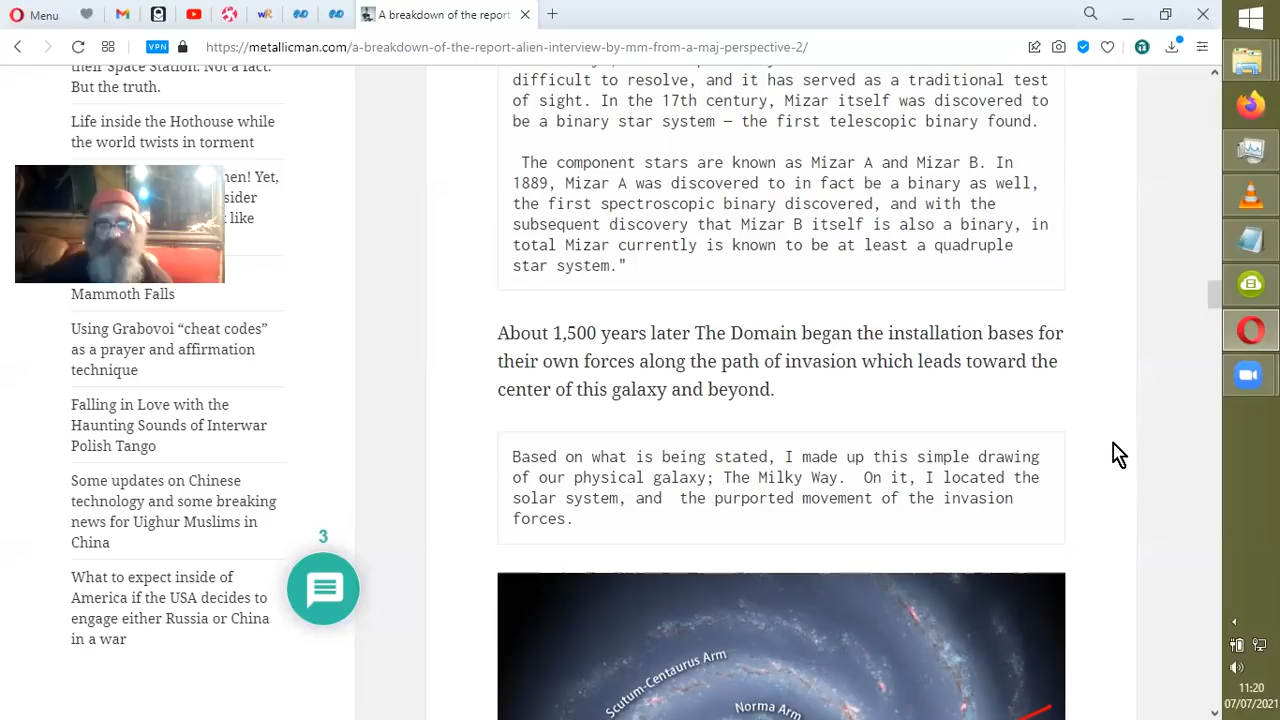 Menu
A breakdown of the report
VPN
https://metallicman.com/a-breakdown-of-the-report-alien-interview-by-mm-from-a-maj-perspective-2/
their Space Station. Not a fact.
But the truth.
Life inside the Hothouse while
the world twists in torment
men! Yet,
sider
like
Mammoth Falls
Using Grabovoi “cheat codes”
as a prayer and affirmation
technique
Falling in Love with the
Haunting Sounds of Interwar
Polish Tango
Some updates on Chinese
technology and some breaking
news for Uighur Muslims in
China
What to expect inside of
America if the USA decides to
engage either Russia or China
in a war
3
difficult to resolve, and it has served as a traditional test
of sight. In the 17th century, Mizar itself was discovered to
be a binary star system – the first telescopic binary found.
The component stars are known as Mizar A and Mizar B. In
1889, Mizar A was discovered to in fact be a binary as well,
the first spectroscopic binary discovered, and with the
subsequent discovery that Mizar B itself is also a binary, in
total Mizar currently is known to be at least a quadruple
star system."
About 1,500 years later The Domain began the installation bases for
their own forces along the path of invasion which leads toward the
center of this galaxy and beyond.
Based on what is being stated, I made up this simple drawing
of our physical galaxy; The Milky Way. On it, I located the
solar system, and the purported movement of the invasion
forces.
Scutum-Centaurus Arm
Norma Arm
11:20
07/07/2021